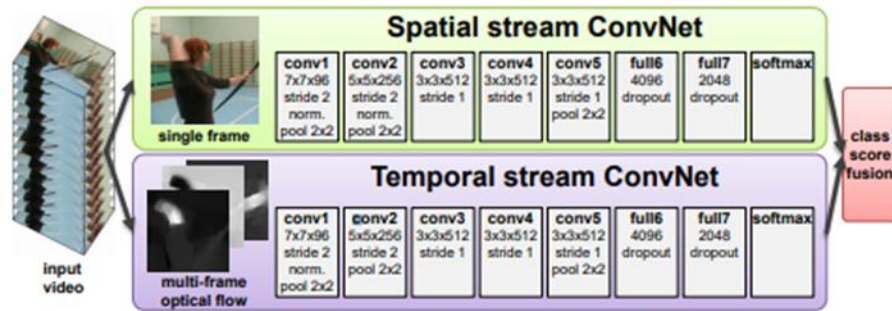 Spatial stream ConvNet
conv1
7x7x96
stride 2
norm.
pool 2x2
conv2
5x5x256
stride 2
norm.
pool 2x2
conv3
3x3x512
stride 1
conv4
3x3x512
stride 1
conv5
3x3x512
stride 1
pool 2x2
full6
4096
dropout
full7
2048
dropout
softmax
single frame
Temporal stream ConvNet
conv1
7x7x96
stride 2
norm.
pool 2x2
conv2
5x5x256
stride 2
pool 2x2
conv3
3x3x512
stride 1
conv4
3x3x512
stride 1
conv5
3x3x512
stride 1
pool 2x2
full6
4096
dropout
full7
2048
dropout
softmax
multi-frame
optical flow
input
video
class
score
fusion